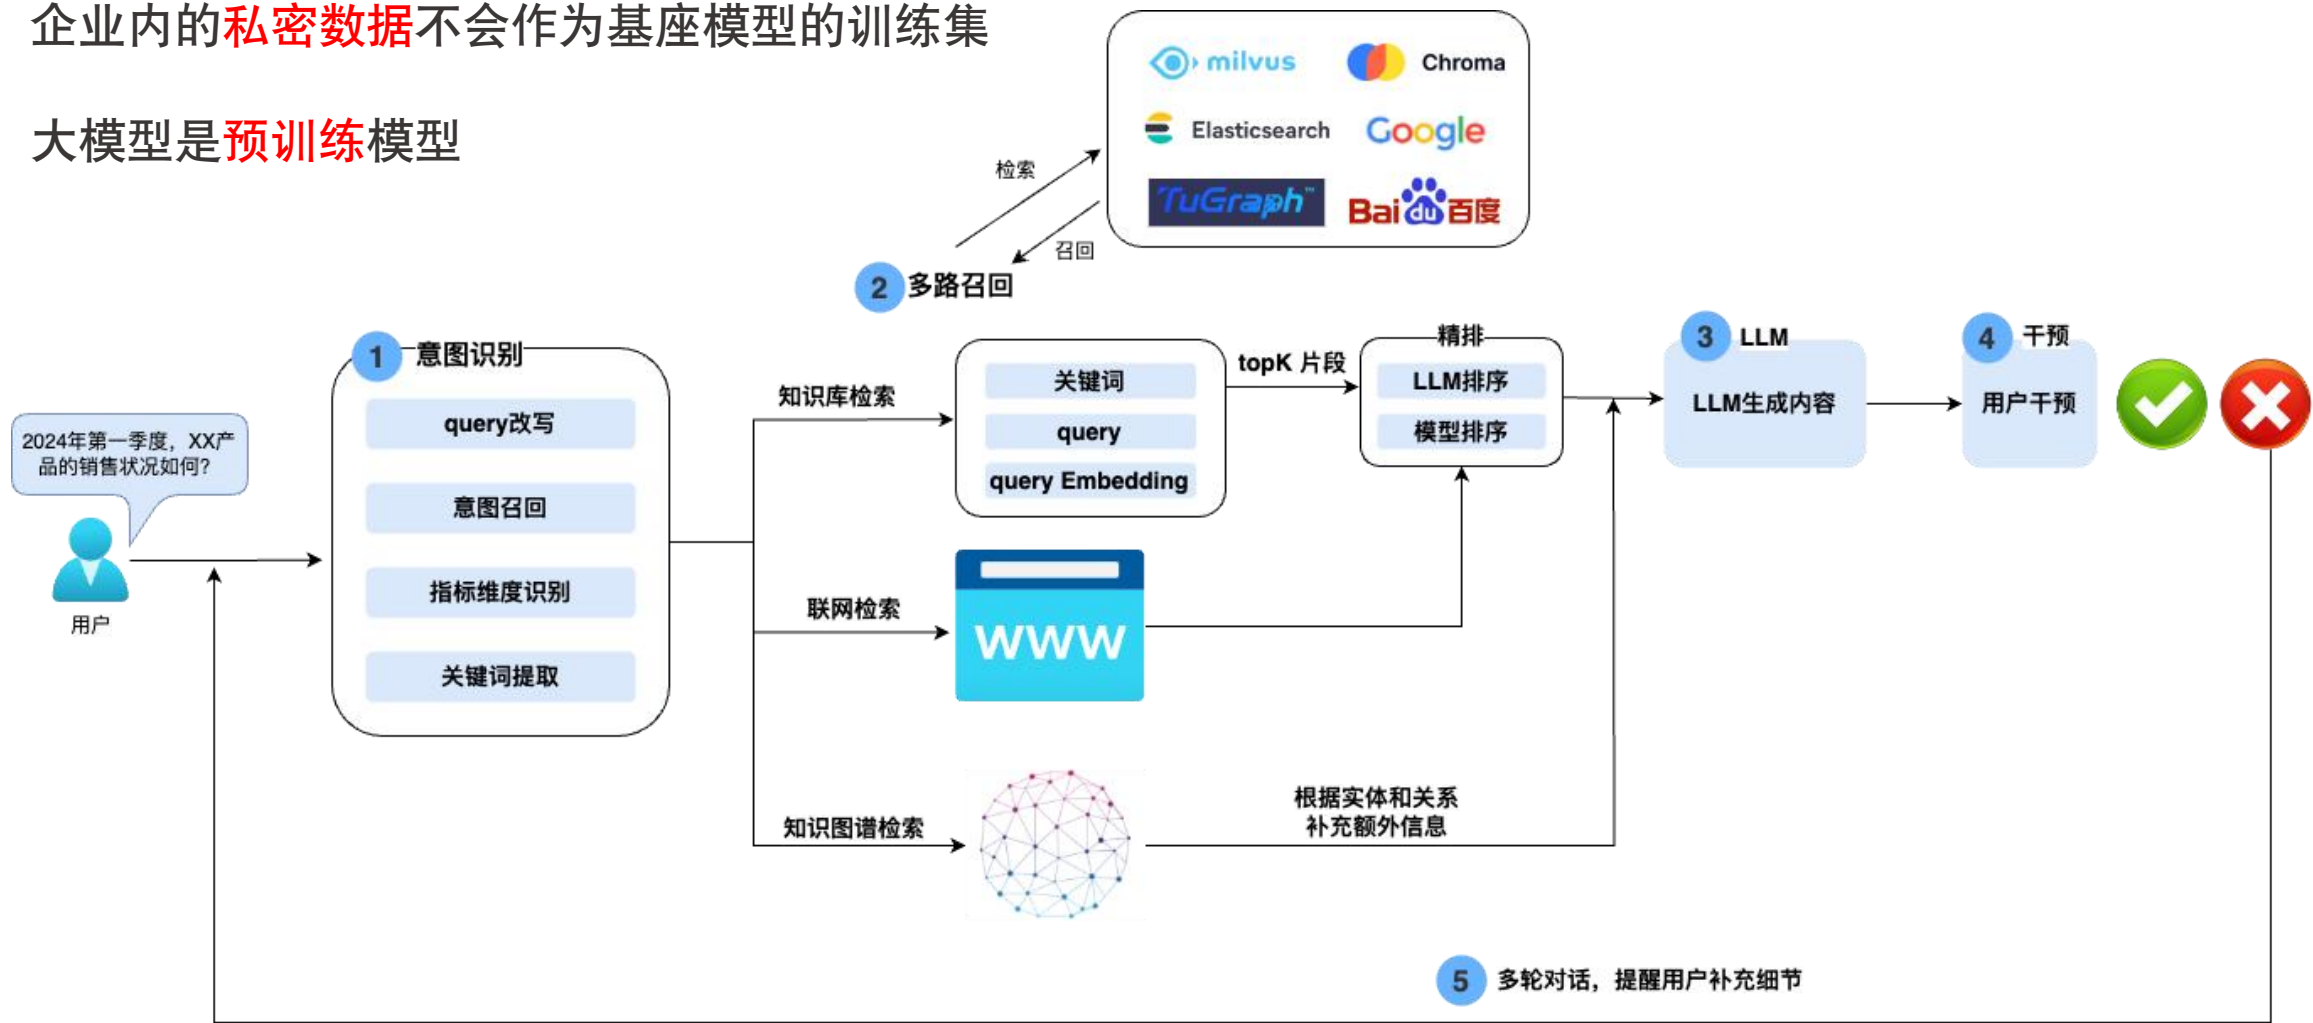 企业内的私密数据不会作为基座模型的训练集
大模型是预训练模型
milvus
Chroma
Elasticsearch
Google
TuGraph™
Bai du 百度
检索
召回
2 多路召回
1 意图识别
query改写
意图召回
指标维度识别
关键词提取
2024年第一季度，XX产
品的销售状况如何?
用户
知识库检索
关键词
query
query Embedding
topK 片段
精排
LLM排序
模型排序
3 LLM
LLM生成内容
4 干预
用户干预
联网检索
WWW
知识图谱检索
根据实体和关系
补充额外信息
5 多轮对话，提醒用户补充细节